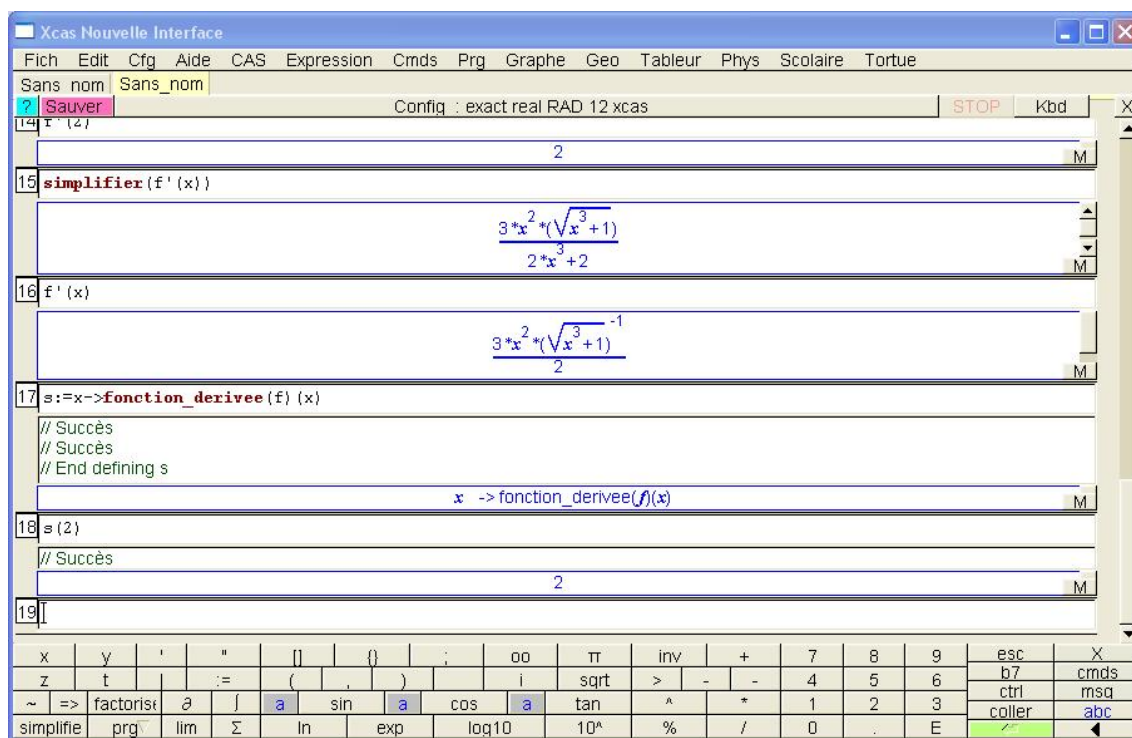 Xcas Nouvelle Interface
Fich Edit Cfg Aide CAS Expression Cmds Prg Graphe Geo Tableur Phys Scolaire Tortue
Sans_nom Sans_nom
? Sauver Config : exact real RAD 12 xcas STOP Kbd X
14 f'(2)
2 M
15 simplifier(f'(x))
3*x^2*(√x^3+1)
2*x^3+2
M
16 f'(x)
3*x^2*(√x^3+1)^-1
2
M
17 s:=x->fonction_derivee(f)(x)
// Succès
// Succès
// End defining s
x ->fonction_derivee(f)(x) M
18 s(2)
// Succès
2 M
19
x y ' " [] {} ; oo π inv + 7 8 9 esc X
z t | := ( , ) i sqrt > - - 4 5 6 b7 cmds
~ => factorise ∂ ∫ a sin a cos a tan ^ * 1 2 3 ctrl msg
simplifie prg lim Σ ln exp log10 10^ % / 0 . E coller abc